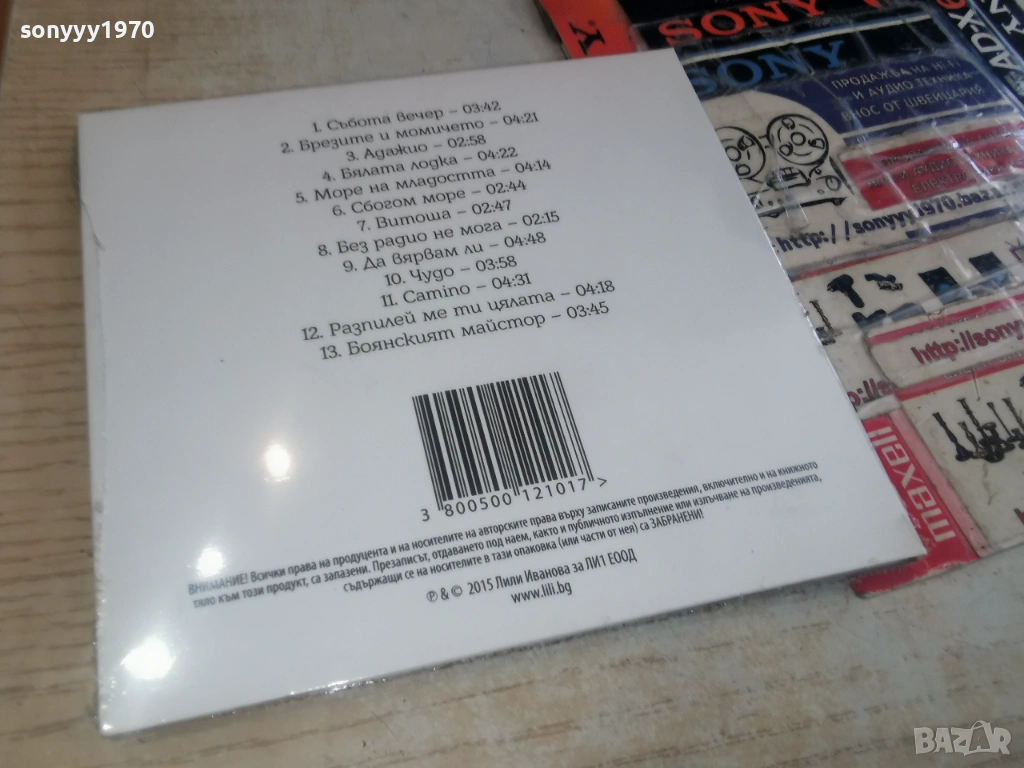 sonyyy1970
1. Събота вечер – 03:42
2. Брезите и момичето – 04:21
3. Адажио – 02:58
4. Бялата лодка – 04:22
5. Море на младостта – 04:14
6. Сбогом море – 02:44
7. Витоша – 02:47
8. Без радио не мога – 02:15
9. Да вярвам ли – 04:48
10. Чудо – 03:58
11. Camino – 04:31
12. Разпилей ме ти цялата – 04:18
13. Боянският майстор – 03:45
3 800500 121017 >
ВНИМАНИЕ! Всички права на продуцента и на носителите на авторските права върху записаните произведения, включително и на книжното
тяло към този продукт, са запазени. Презаписът, отдаването под наем, както и публичното изпълнение или излъчване на произведенията,
съдържащи се на носителите в тази опаковка (или части от нея) са ЗАБРАНЕНИ!
℗ & © 2015 Лили Иванова за ЛИ1 ЕООД
www.lili.bg
SONY
SONY
ПРОДАЖБА НА Н-Fi
И АУДИО ТЕХНИКА
ВНОС ОТ ШВЕЙЦАРИЯ
http://sonyyy1970.baz
http://sony
maxell
BAZAR